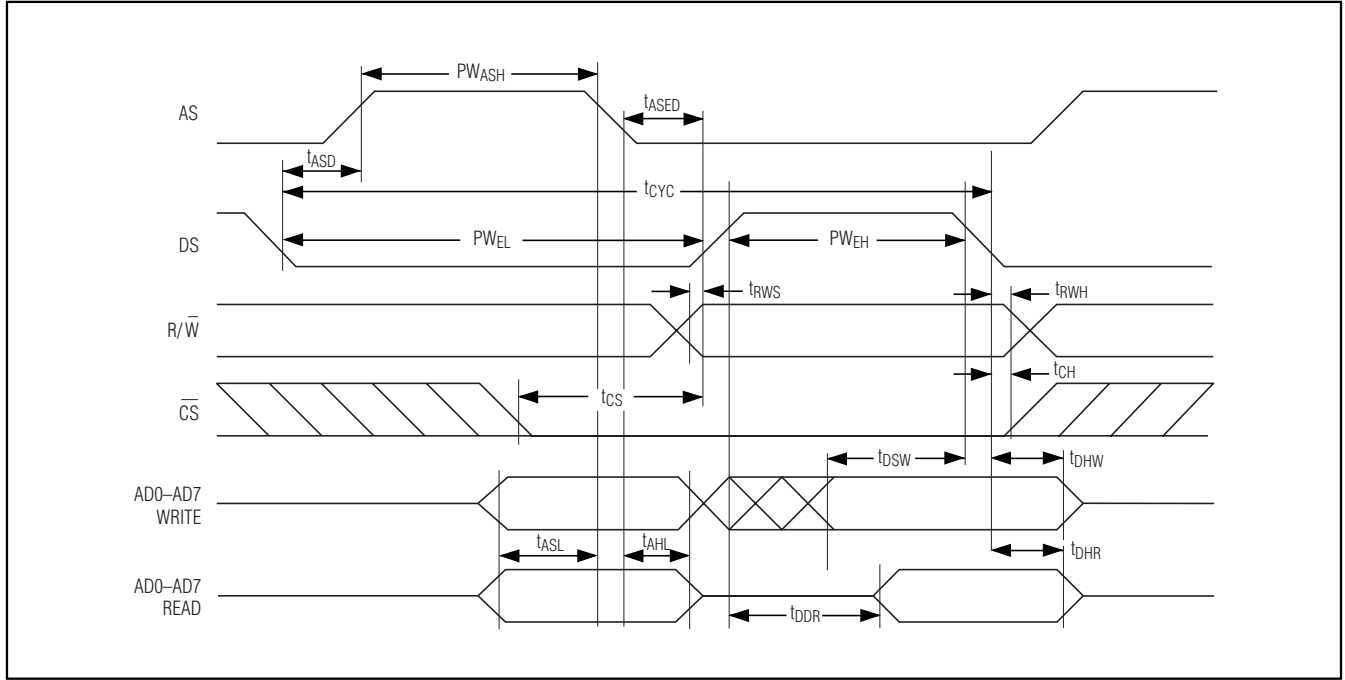 PWASH
AS
tASED
tASD
tCYC
DS
PWEL
PWEH
tRWS
tRWH
R/W̅
tCH
C̅S̅
tCS
tDSW
tDHW
AD0–AD7
WRITE
tASL
tAHL
tDHR
AD0–AD7
READ
tDDR